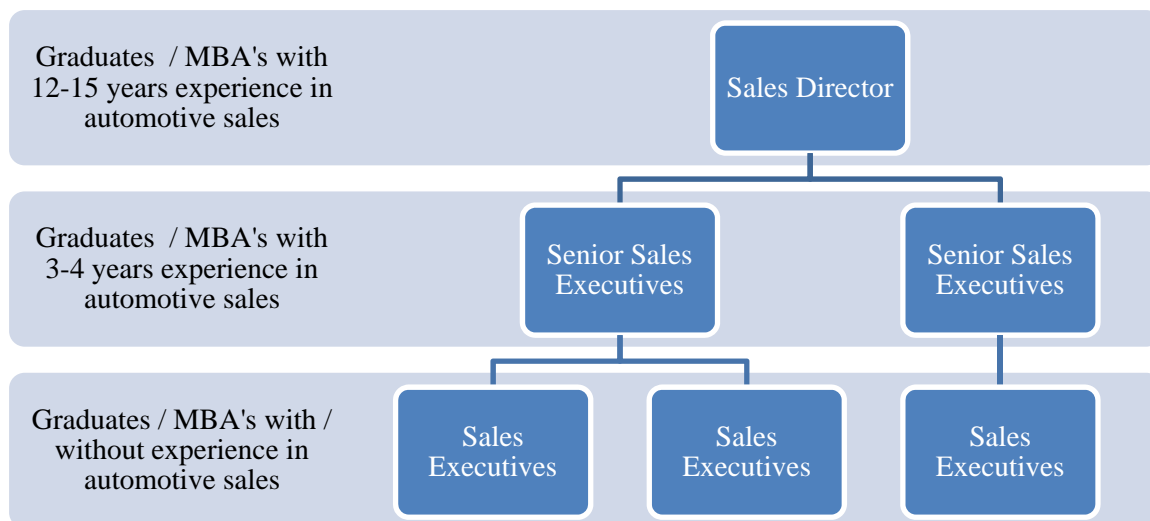 Graduates / MBA's with
12-15 years experience in
automotive sales
Sales Director
Graduates / MBA's with
3-4 years experience in
automotive sales
Senior Sales
Executives
Senior Sales
Executives
Graduates / MBA's with /
without experience in
automotive sales
Sales
Executives
Sales
Executives
Sales
Executives